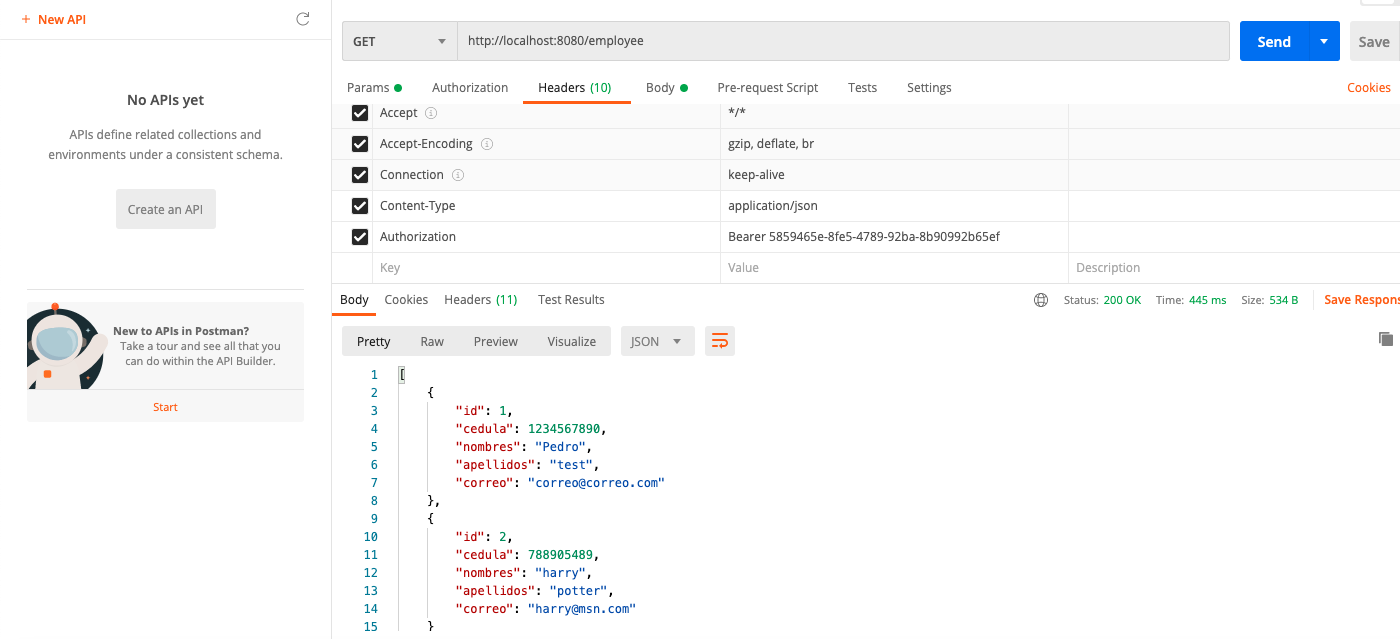 + New API
No APIs yet
APIs define related collections and
environments under a consistent schema.
Create an API
New to APIs in Postman?
Take a tour and see all that you
can do within the API Builder.
Start
GET http://localhost:8080/employee Send Save
Params Authorization Headers (10) Body Pre-request Script Tests Settings Cookies
Accept */*
Accept-Encoding gzip, deflate, br
Connection keep-alive
Content-Type application/json
Authorization Bearer 5859465e-8fe5-4789-92ba-8b90992b65ef
Key Value Description
Body Cookies Headers (11) Test Results Status: 200 OK Time: 445 ms Size: 534 B Save Respons
Pretty Raw Preview Visualize JSON
1 [
2 {
3 "id": 1,
4 "cedula": 1234567890,
5 "nombres": "Pedro",
6 "apellidos": "test",
7 "correo": "correo@correo.com"
8 },
9 {
10 "id": 2,
11 "cedula": 788905489,
12 "nombres": "harry",
13 "apellidos": "potter",
14 "correo": "harry@msn.com"
15 }